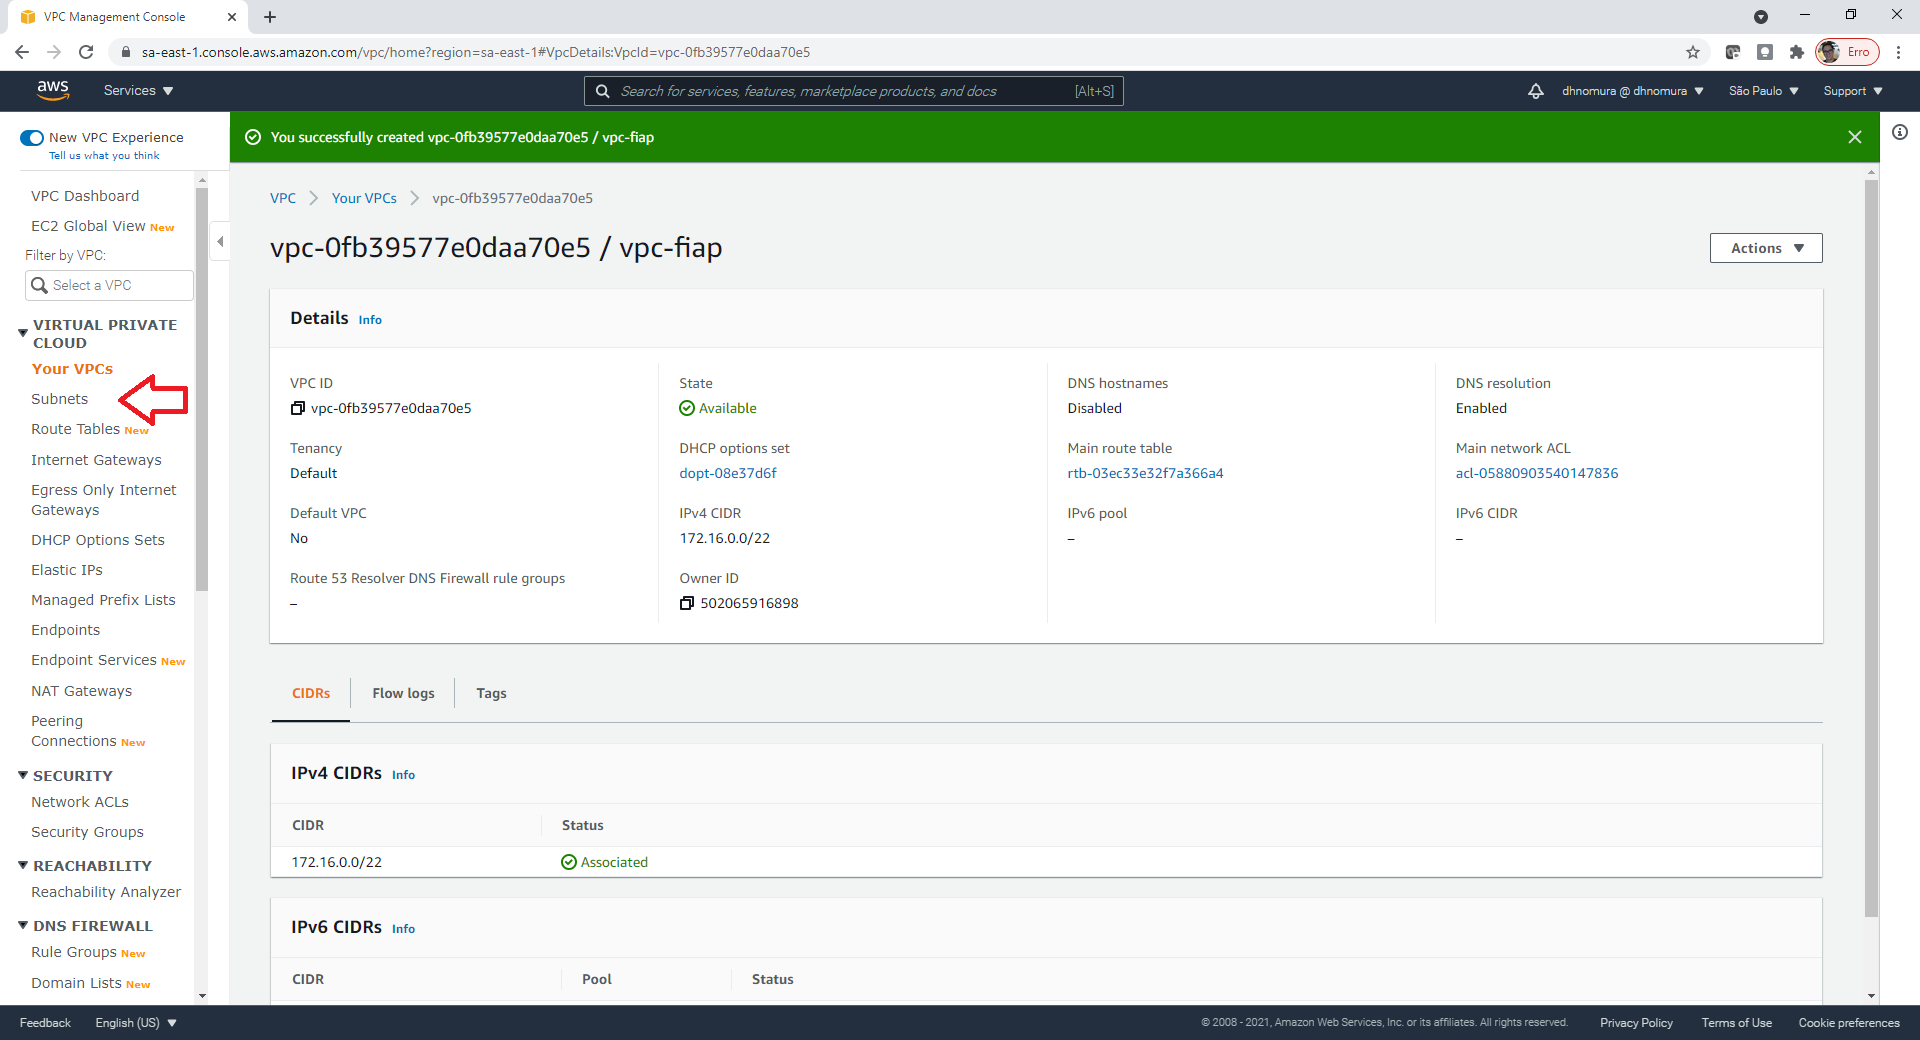 VPC Management Console
sa-east-1.console.aws.amazon.com/vpc/home?region=sa-east-1#VpcDetails:VpcId=vpc-0fb39577e0daa70e5
Erro
aws
Services
Search for services, features, marketplace products, and docs
[Alt+S]
dhnomura @ dhnomura
São Paulo
Support
New VPC Experience
Tell us what you think
You successfully created vpc-0fb39577e0daa70e5 / vpc-fiap
VPC Dashboard
EC2 Global View New
Filter by VPC:
Select a VPC
VIRTUAL PRIVATE
CLOUD
Your VPCs
Subnets
Route Tables New
Internet Gateways
Egress Only Internet
Gateways
DHCP Options Sets
Elastic IPs
Managed Prefix Lists
Endpoints
Endpoint Services New
NAT Gateways
Peering
Connections New
SECURITY
Network ACLs
Security Groups
REACHABILITY
Reachability Analyzer
DNS FIREWALL
Rule Groups New
Domain Lists New
VPC
Your VPCs
vpc-0fb39577e0daa70e5
vpc-0fb39577e0daa70e5 / vpc-fiap
Actions
Details Info
VPC ID
vpc-0fb39577e0daa70e5
State
Available
DNS hostnames
Disabled
DNS resolution
Enabled
Tenancy
Default
DHCP options set
dopt-08e37d6f
Main route table
rtb-03ec33e32f7a366a4
Main network ACL
acl-05880903540147836
Default VPC
No
IPv4 CIDR
172.16.0.0/22
IPv6 pool
–
IPv6 CIDR
–
Route 53 Resolver DNS Firewall rule groups
–
Owner ID
502065916898
CIDRs
Flow logs
Tags
IPv4 CIDRs Info
CIDR
Status
172.16.0.0/22
Associated
IPv6 CIDRs Info
CIDR
Pool
Status
Feedback
English (US)
© 2008 - 2021, Amazon Web Services, Inc. or its affiliates. All rights reserved.
Privacy Policy
Terms of Use
Cookie preferences